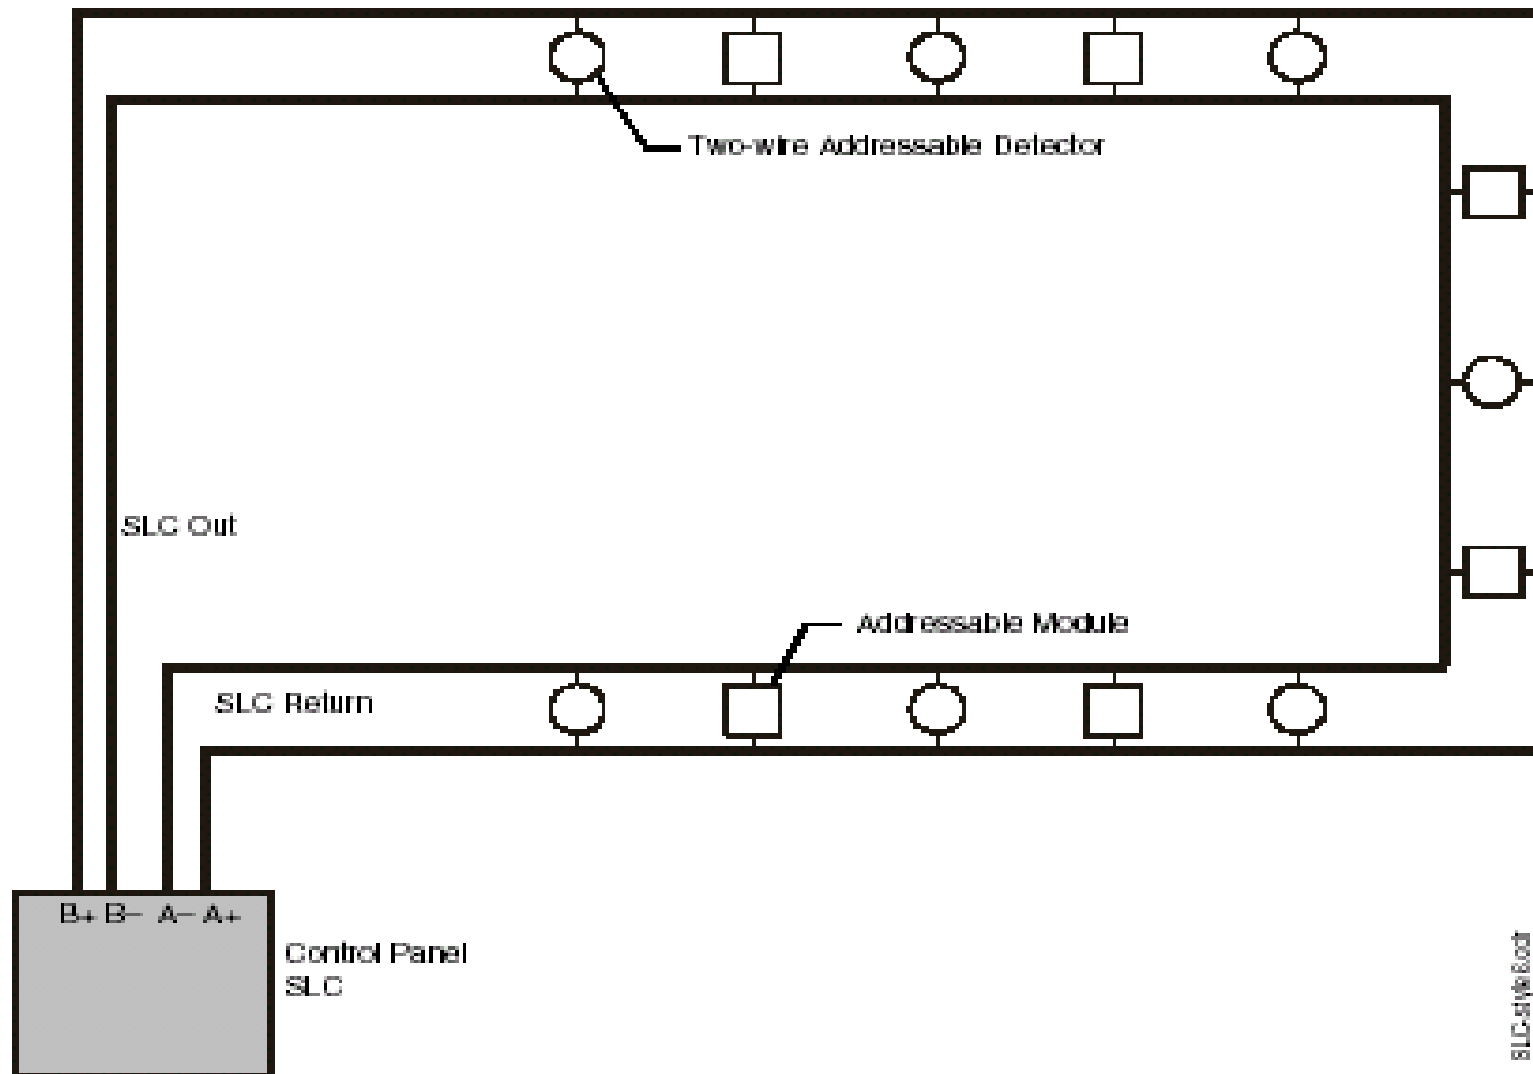 Two-wire Addressable Detector
SLC Out
Addressable Module
SLC Return
B+ B– A– A+
Control Panel
SLC
SLC-style6.cdr